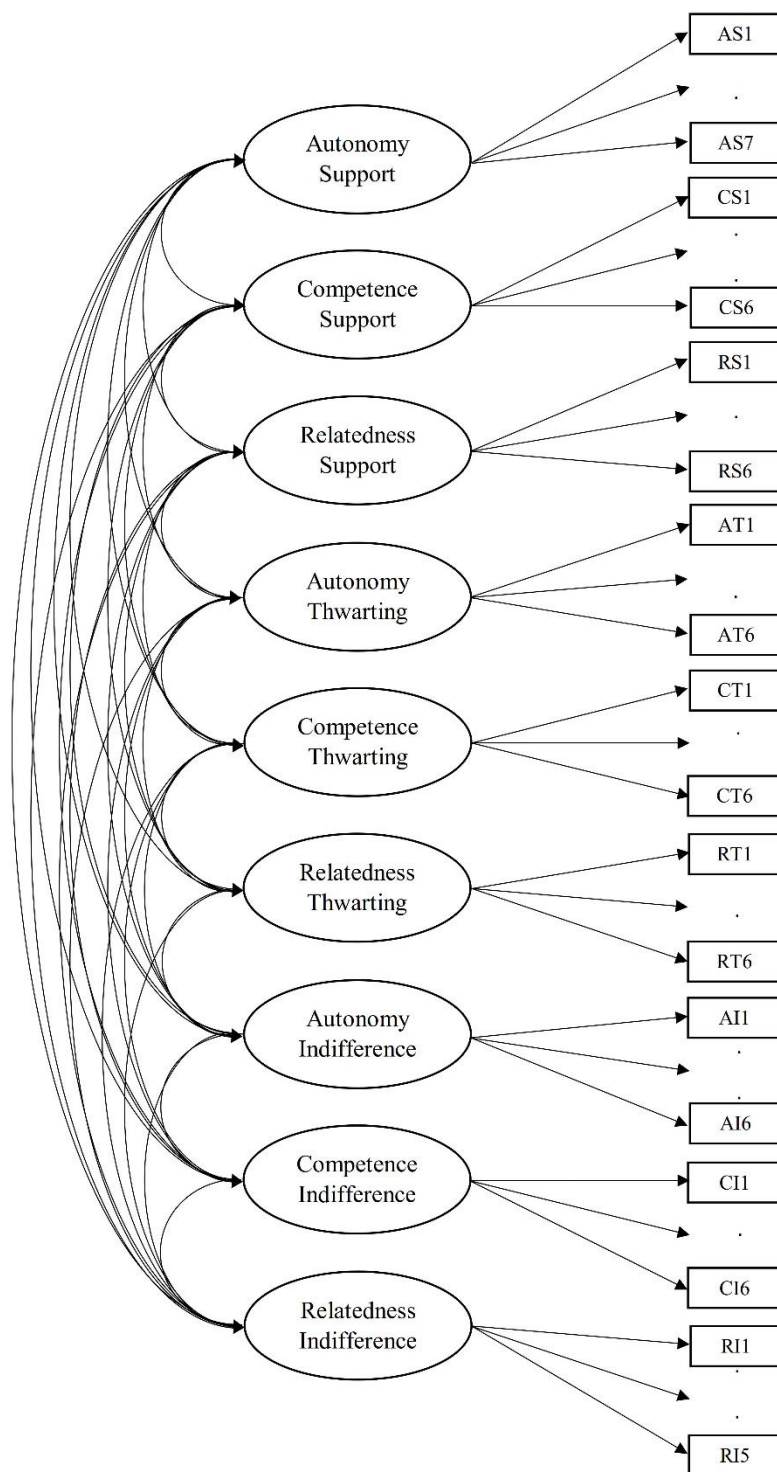 AS1
Autonomy
Support
AS7
CS1
Competence
Support
CS6
RS1
Relatedness
Support
RS6
AT1
Autonomy
Thwarting
AT6
CT1
Competence
Thwarting
CT6
RT1
Relatedness
Thwarting
RT6
AI1
Autonomy
Indifference
AI6
CI1
Competence
Indifference
CI6
Relatedness
Indifference
RI1
RI5